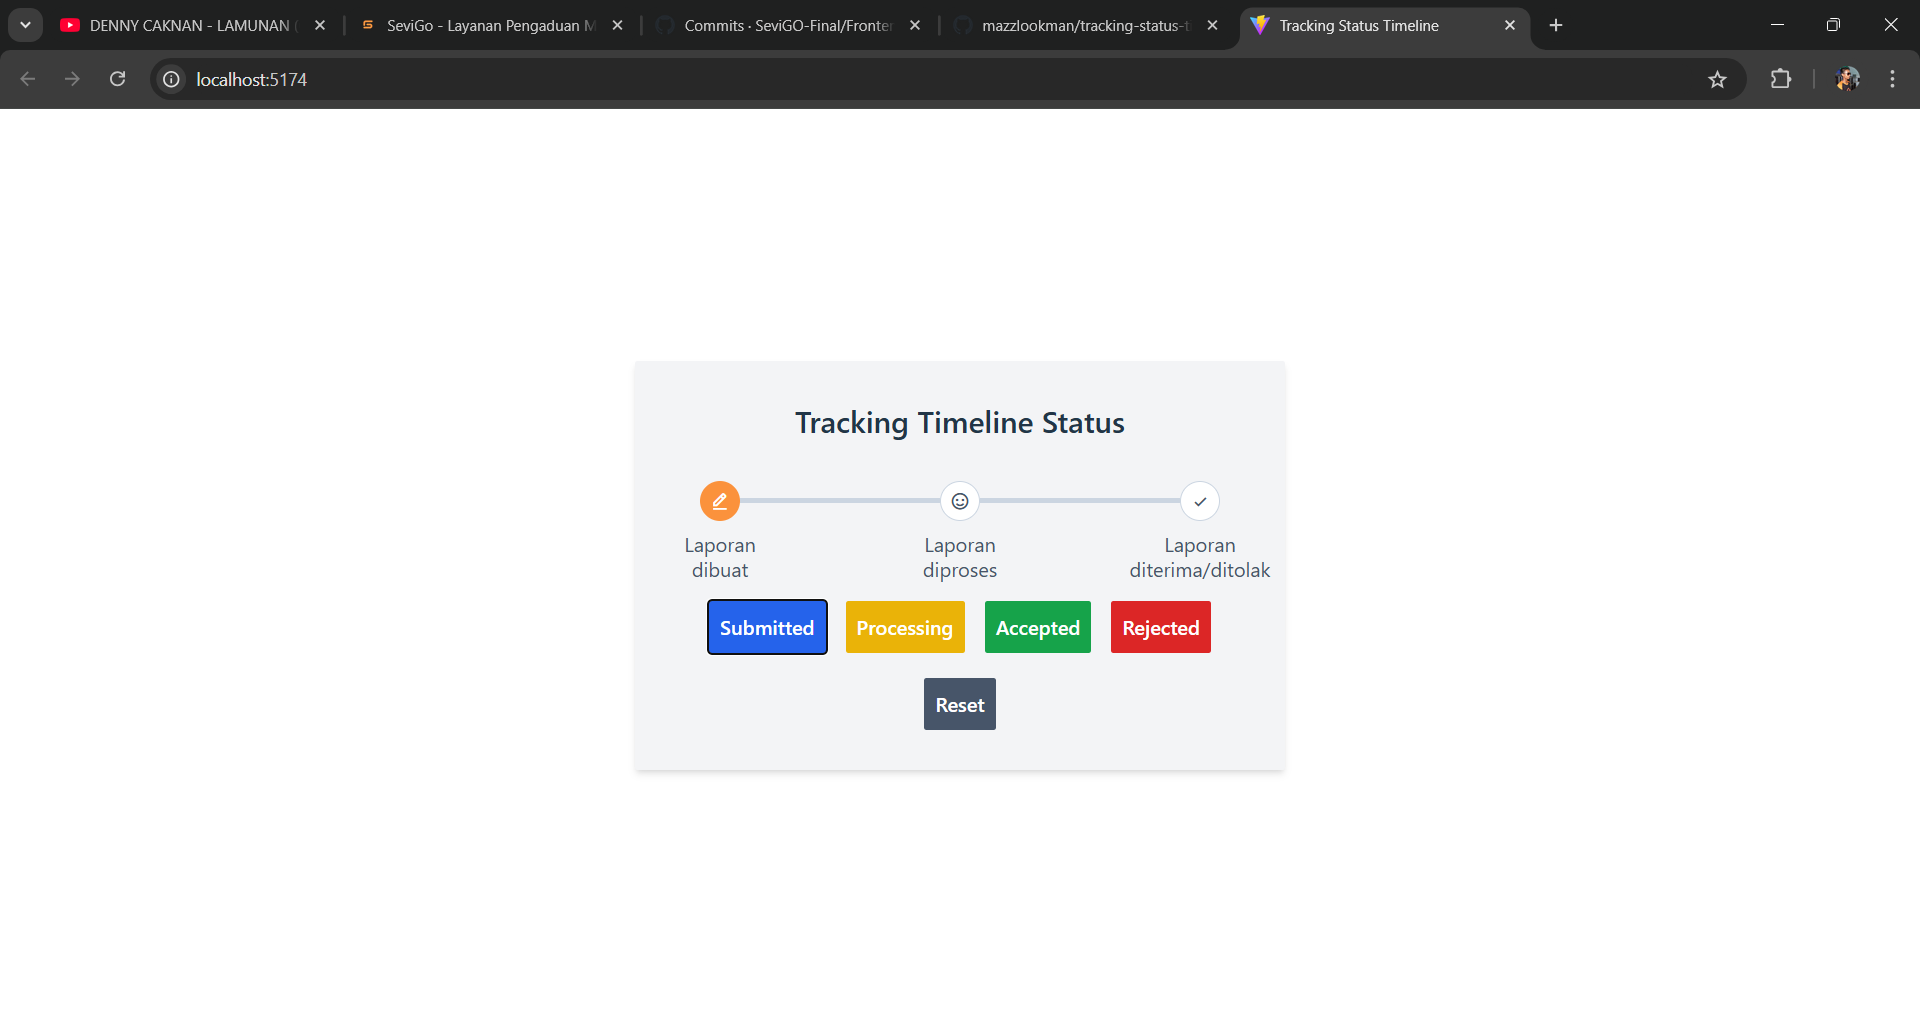 DENNY CAKNAN - LAMUNAN (
SeviGo - Layanan Pengaduan M
Commits · SeviGO-Final/Fronter
mazzlookman/tracking-status-t
Tracking Status Timeline
localhost:5174
Tracking Timeline Status
Laporan
dibuat
Laporan
diproses
Laporan
diterima/ditolak
Submitted
Processing
Accepted
Rejected
Reset